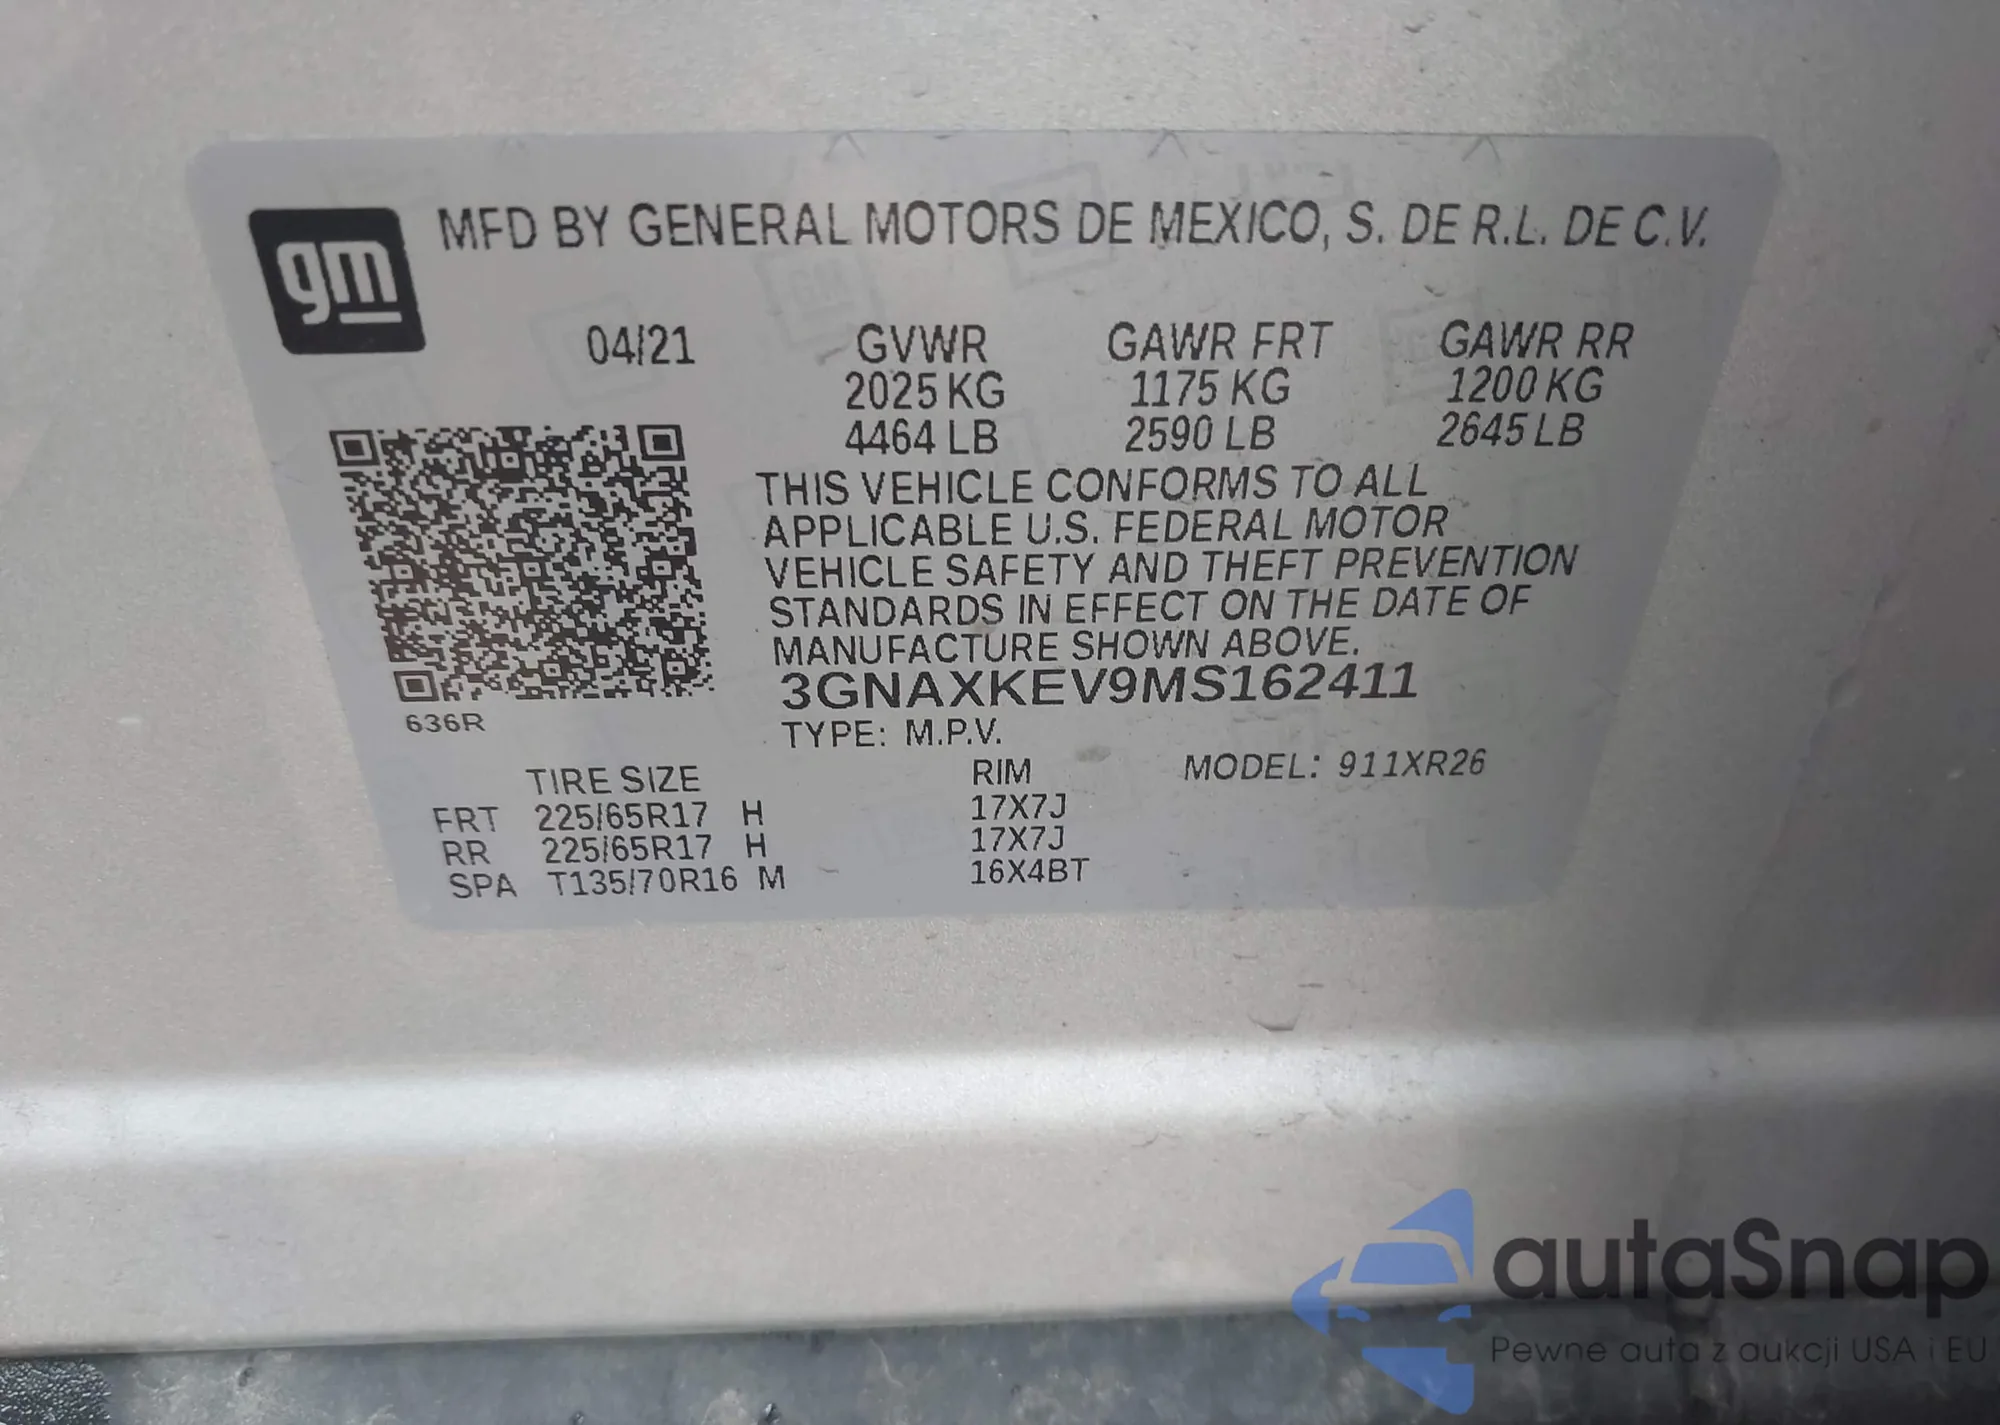 gm
MFD BY GENERAL MOTORS DE MEXICO, S. DE R.L. DE C.V.
04/21 GVWR GAWR FRT GAWR RR
2025 KG 1175 KG 1200 KG
4464 LB 2590 LB 2645 LB
THIS VEHICLE CONFORMS TO ALL
APPLICABLE U.S. FEDERAL MOTOR
VEHICLE SAFETY AND THEFT PREVENTION
STANDARDS IN EFFECT ON THE DATE OF
MANUFACTURE SHOWN ABOVE.
3GNAXKEV9MS162411
636R
TYPE: M.P.V.
TIRE SIZE RIM MODEL: 911XR26
FRT 225/65R17 H 17X7J
RR 225/65R17 H 17X7J
SPA T135/70R16 M 16X4BT
autaSnap
Pewne auta z aukcji USA i EU